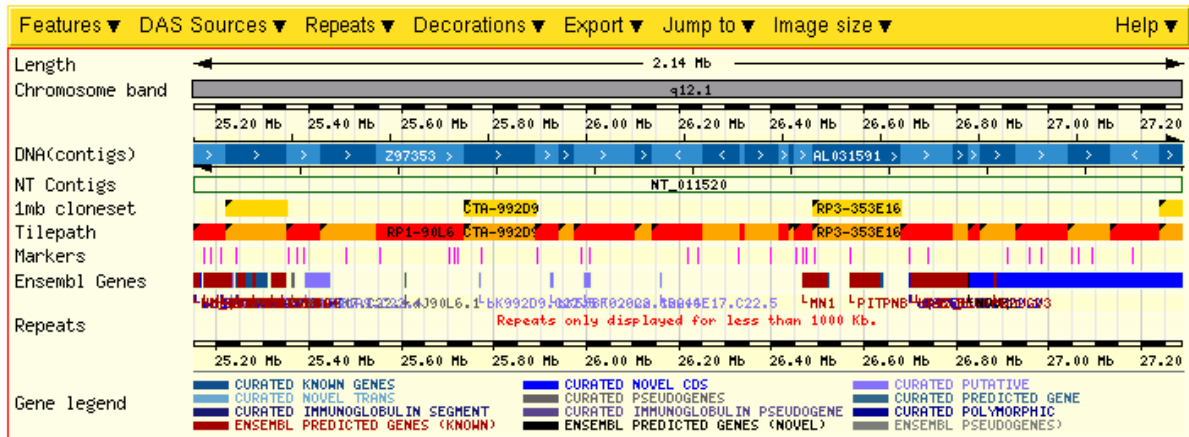 Features ▼ DAS Sources ▼ Repeats ▼ Decorations ▼ Export ▼ Jump to ▼ Image size ▼ Help ▼
Length 2.14 Mb
Chromosome band q12.1
25.20 Mb 25.40 Mb 25.60 Mb 25.80 Mb 26.00 Mb 26.20 Mb 26.40 Mb 26.60 Mb 26.80 Mb 27.00 Mb 27.20
DNA(contigs) > > > > Z97353 > > > > > > < < > > > AL031591 > > > > > > < >
NT Contigs NT_011520
1mb cloneset CTA-992D9 RP3-353E16
Tilepath RP1-90L6 CTA-992D9 RP3-353E16
Markers
Ensembl Genes
MN1 PITPNB
Repeats Repeats only displayed for less than 1000 Kb.
25.20 Mb 25.40 Mb 25.60 Mb 25.80 Mb 26.00 Mb 26.20 Mb 26.40 Mb 26.60 Mb 26.80 Mb 27.00 Mb 27.20
Gene legend
CURATED KNOWN GENES CURATED NOVEL CDS CURATED PUTATIVE
CURATED NOVEL TRANS CURATED PSEUDOGENES CURATED PREDICTED GENE
CURATED IMMUNOGLOBULIN SEGMENT CURATED IMMUNOGLOBULIN PSEUDOGENE CURATED POLYMORPHIC
ENSEMBL PREDICTED GENES (KNOWN) ENSEMBL PREDICTED GENES (NOVEL) ENSEMBL PSEUDOGENES)